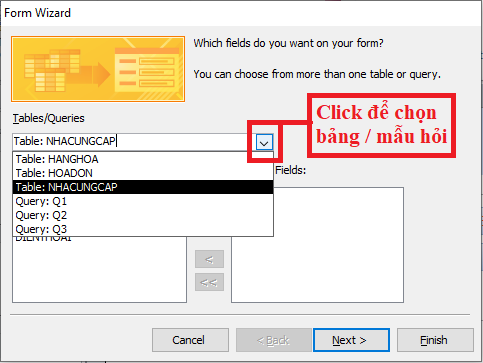 Form Wizard
Which fields do you want on your form?
You can choose from more than one table or query.
Tables/Queries
Table: NHACUNGCAP
Click để chọn
bảng / mẫu hỏi
Table: HANGHOA
Table: HOADON
Table: NHACUNGCAP
Query: Q1
Query: Q2
Query: Q3
Fields:
DIENTHOAI
<
<<
Cancel
< Back
Next >
Finish